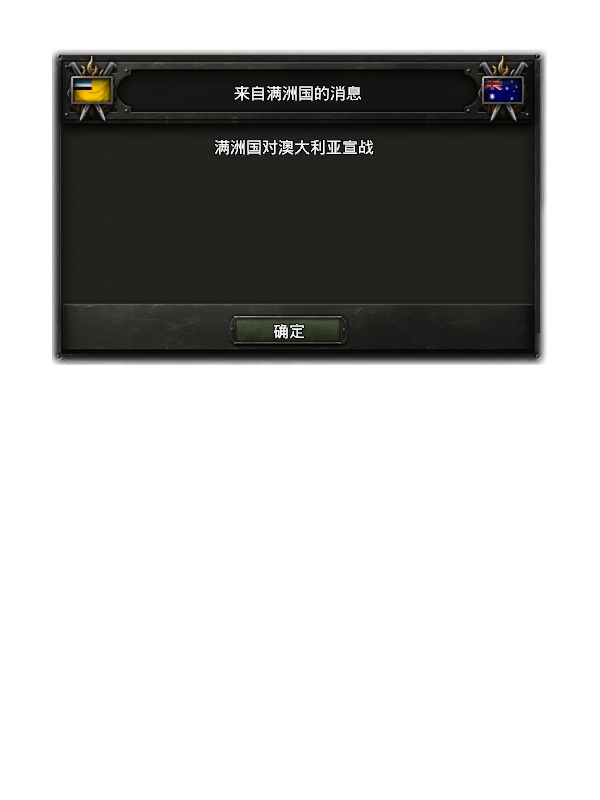 来自满洲国的消息
满洲国对澳大利亚宣战
确定